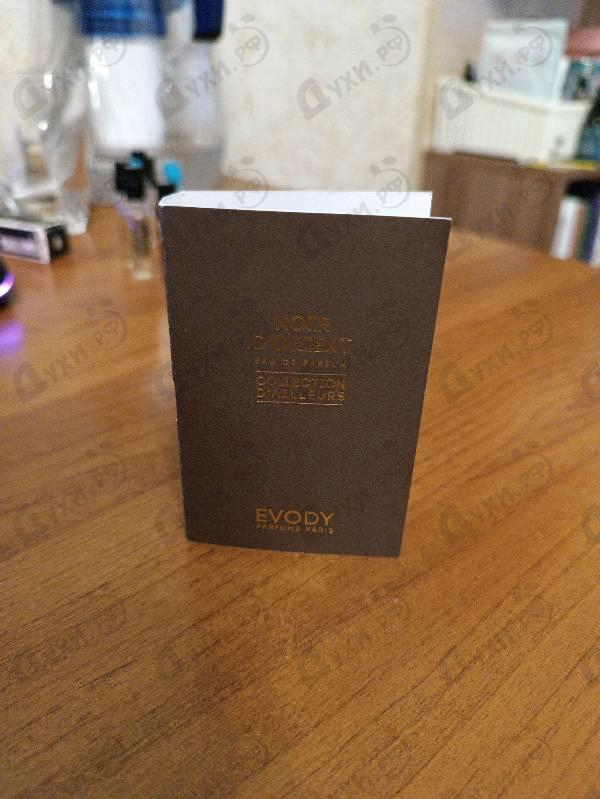 NOIR
D'ORIENT
EAU DE PARFUM
COLLECTION
D'AILLEURS
EVODY
PARFUMS PARIS
Духи.рф